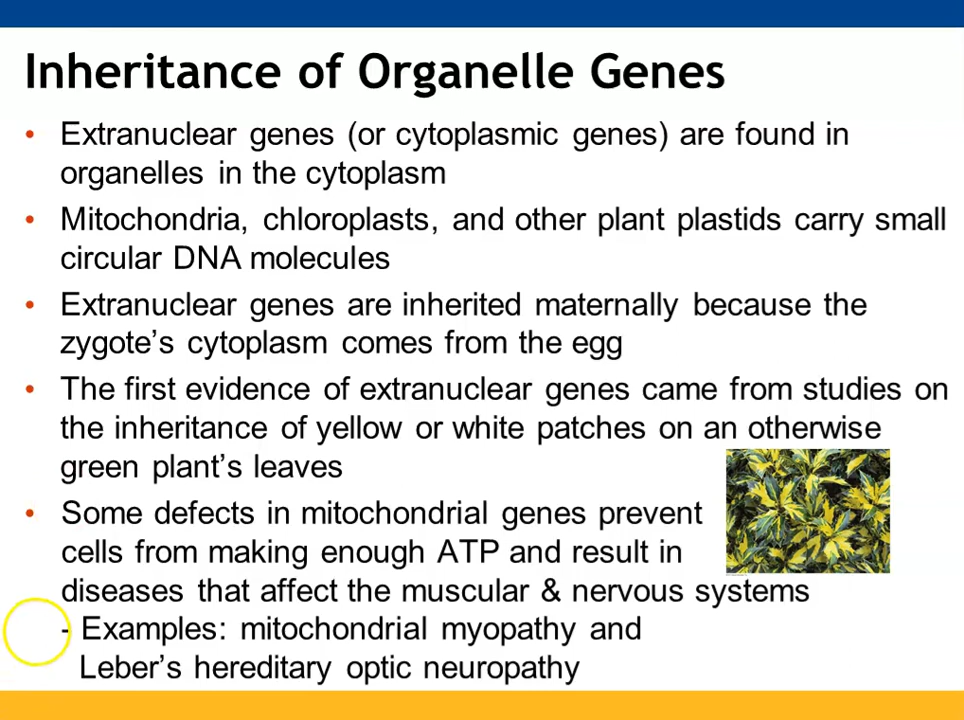 Inheritance of Organelle Genes
• Extranuclear genes (or cytoplasmic genes) are found in
organelles in the cytoplasm
• Mitochondria, chloroplasts, and other plant plastids carry small
circular DNA molecules
• Extranuclear genes are inherited maternally because the
zygote’s cytoplasm comes from the egg
• The first evidence of extranuclear genes came from studies on
the inheritance of yellow or white patches on an otherwise
green plant’s leaves
• Some defects in mitochondrial genes prevent
cells from making enough ATP and result in
diseases that affect the muscular & nervous systems
- Examples: mitochondrial myopathy and
Leber’s hereditary optic neuropathy